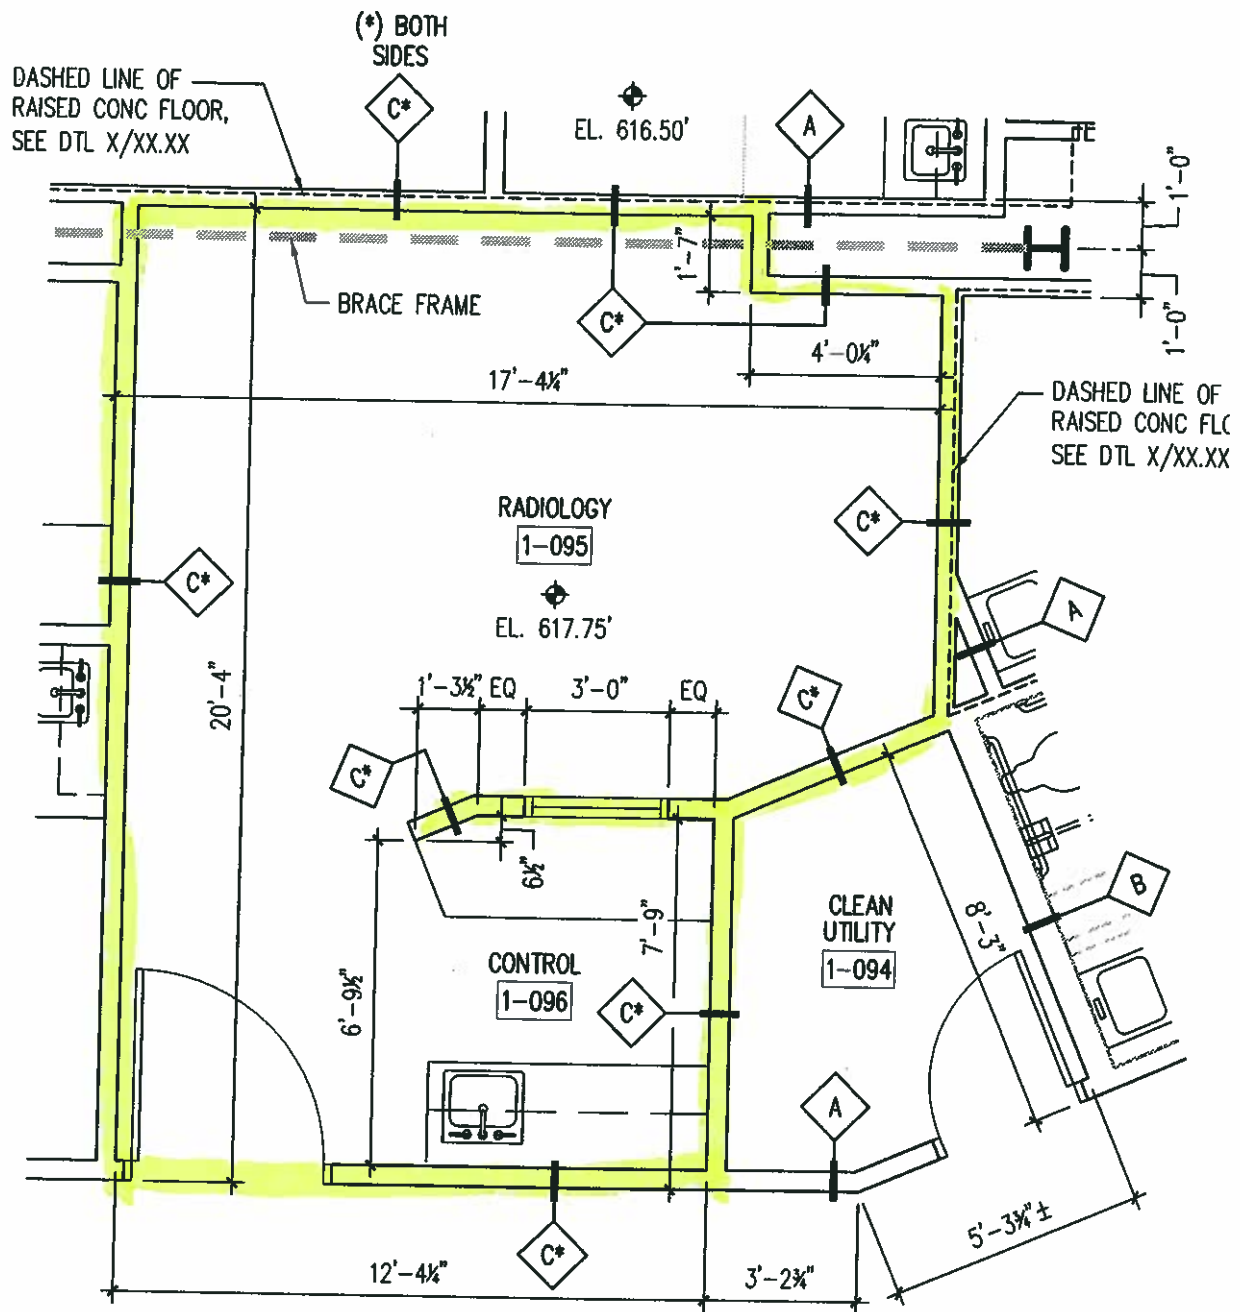 (*) BOTH
SIDES
DASHED LINE OF
RAISED CONC FLOOR,
SEE DTL X/XX.XX
C*
EL. 616.50'
A
1'-0"
1'-7"
BRACE FRAME
C*
1'-0"
4'-0¼"
17'-4¼"
DASHED LINE OF
RAISED CONC FL
SEE DTL X/XX.XX
RADIOLOGY
1-095
C*
C*
EL. 617.75'
A
20'-4"
1'-3½" EQ 3'-0" EQ
C*
C*
6½"
7'-9"
CLEAN
UTILITY
1-094
8'-3"
B
CONTROL
1-096
6'-9½"
C*
A
5'-3¾"±
C*
12'-4¼"
3'-2¾"